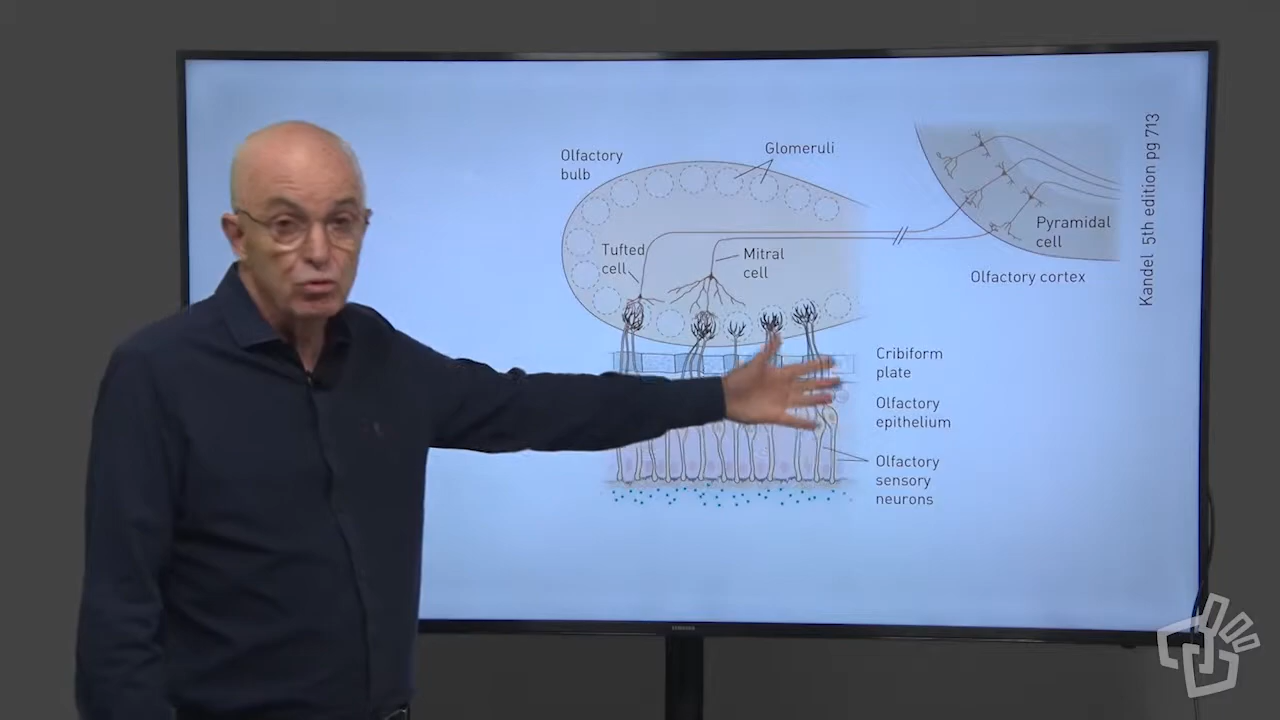 Olfactory
bulb
Glomeruli
Tufted
cell
Mitral
cell
Pyramidal
cell
Olfactory cortex
Kandel 5th edition pg 713
Cribiform
plate
Olfactory
epithelium
Olfactory
sensory
neurons
SAMSUNG